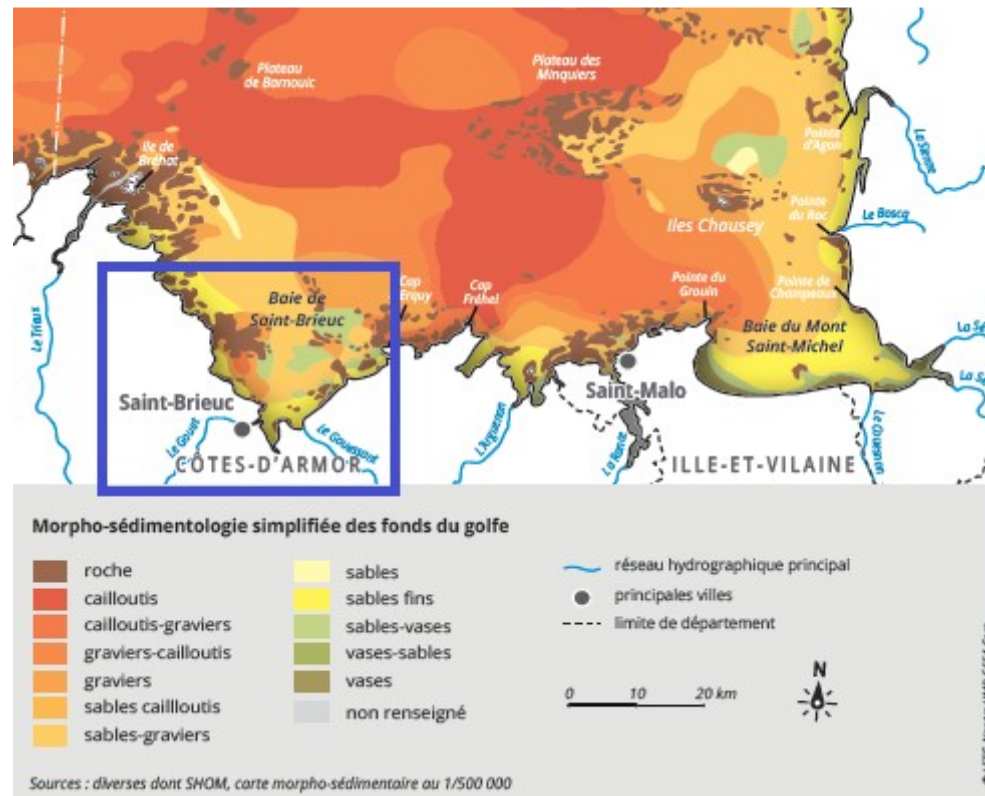 Plateau
de Barnouic
Plateau des
Minquiers
Ile de
Bréhat
Pointe
d'Agon
La Sienne
Pointe
du Roc
Le Boscq
Iles Chausey
Le Trieux
Baie de
Saint-Brieuc
Cap
Erquy
Cap
Fréhel
Pointe du
Grouin
Pointe de
Champeaux
Baie du Mont
Saint-Michel
Saint-Brieuc
Le Gouët
Le Gouessant
CÔTES-D'ARMOR
L'Arguenon
Saint-Malo
La Rance
ILLE-ET-VILAINE
Le Couesnon
Morpho-sédimentologie simplifiée des fonds du golfe
roche
cailloutis
cailloutis-graviers
graviers-cailloutis
graviers
sables caillloutis
sables-graviers
sables
sables fins
sables-vases
vases-sables
vases
non renseigné
réseau hydrographique principal
principales villes
limite de département
0 10 20 km
N
Sources : diverses dont SHOM, carte morpho-sédimentaire au 1/500 000